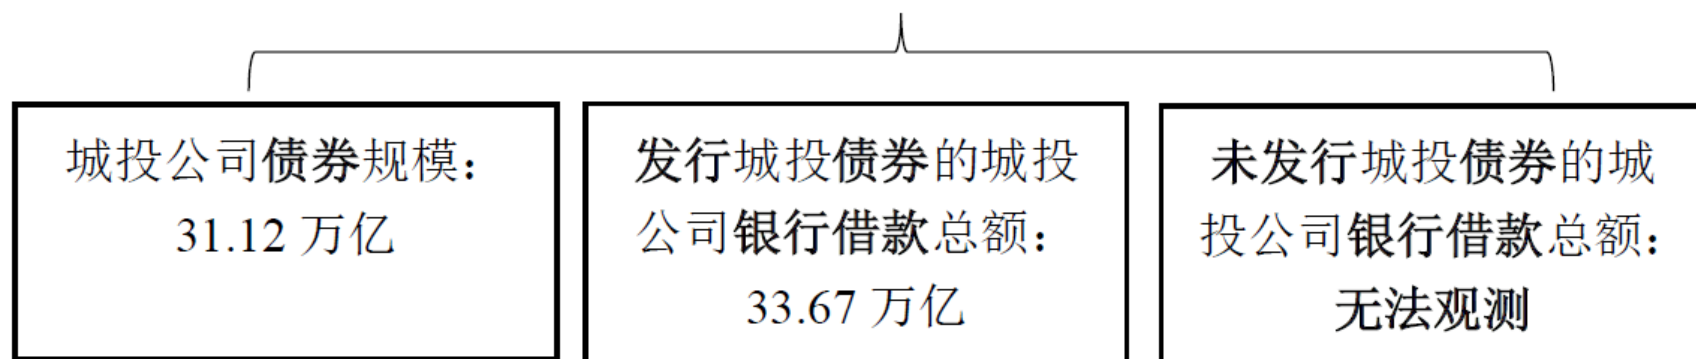 城投公司债券规模：
31.12 万亿
发行城投债券的城投
公司银行借款总额：
33.67 万亿
未发行城投债券的城
投公司银行借款总额：
无法观测